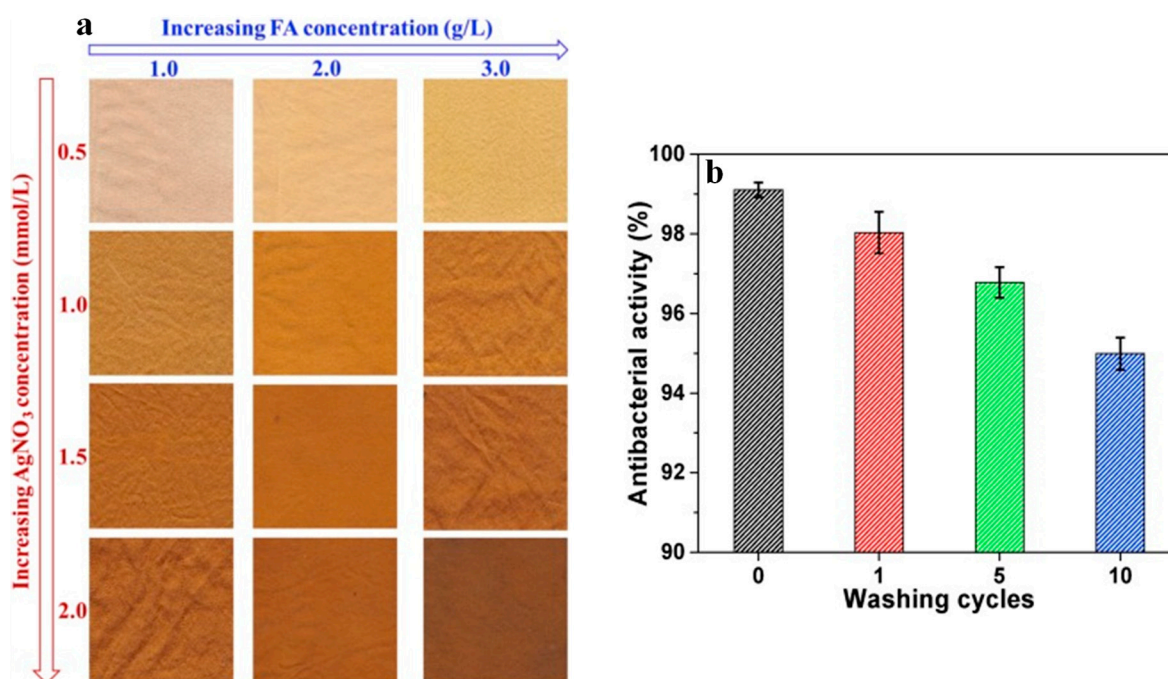 a
Increasing FA concentration (g/L)
1.0 2.0 3.0
Increasing AgNO₃ concentration (mmol/L)
0.5
1.0
1.5
2.0
b
Antibacterial activity (%)
100
98
96
94
92
90
0 1 5 10
Washing cycles